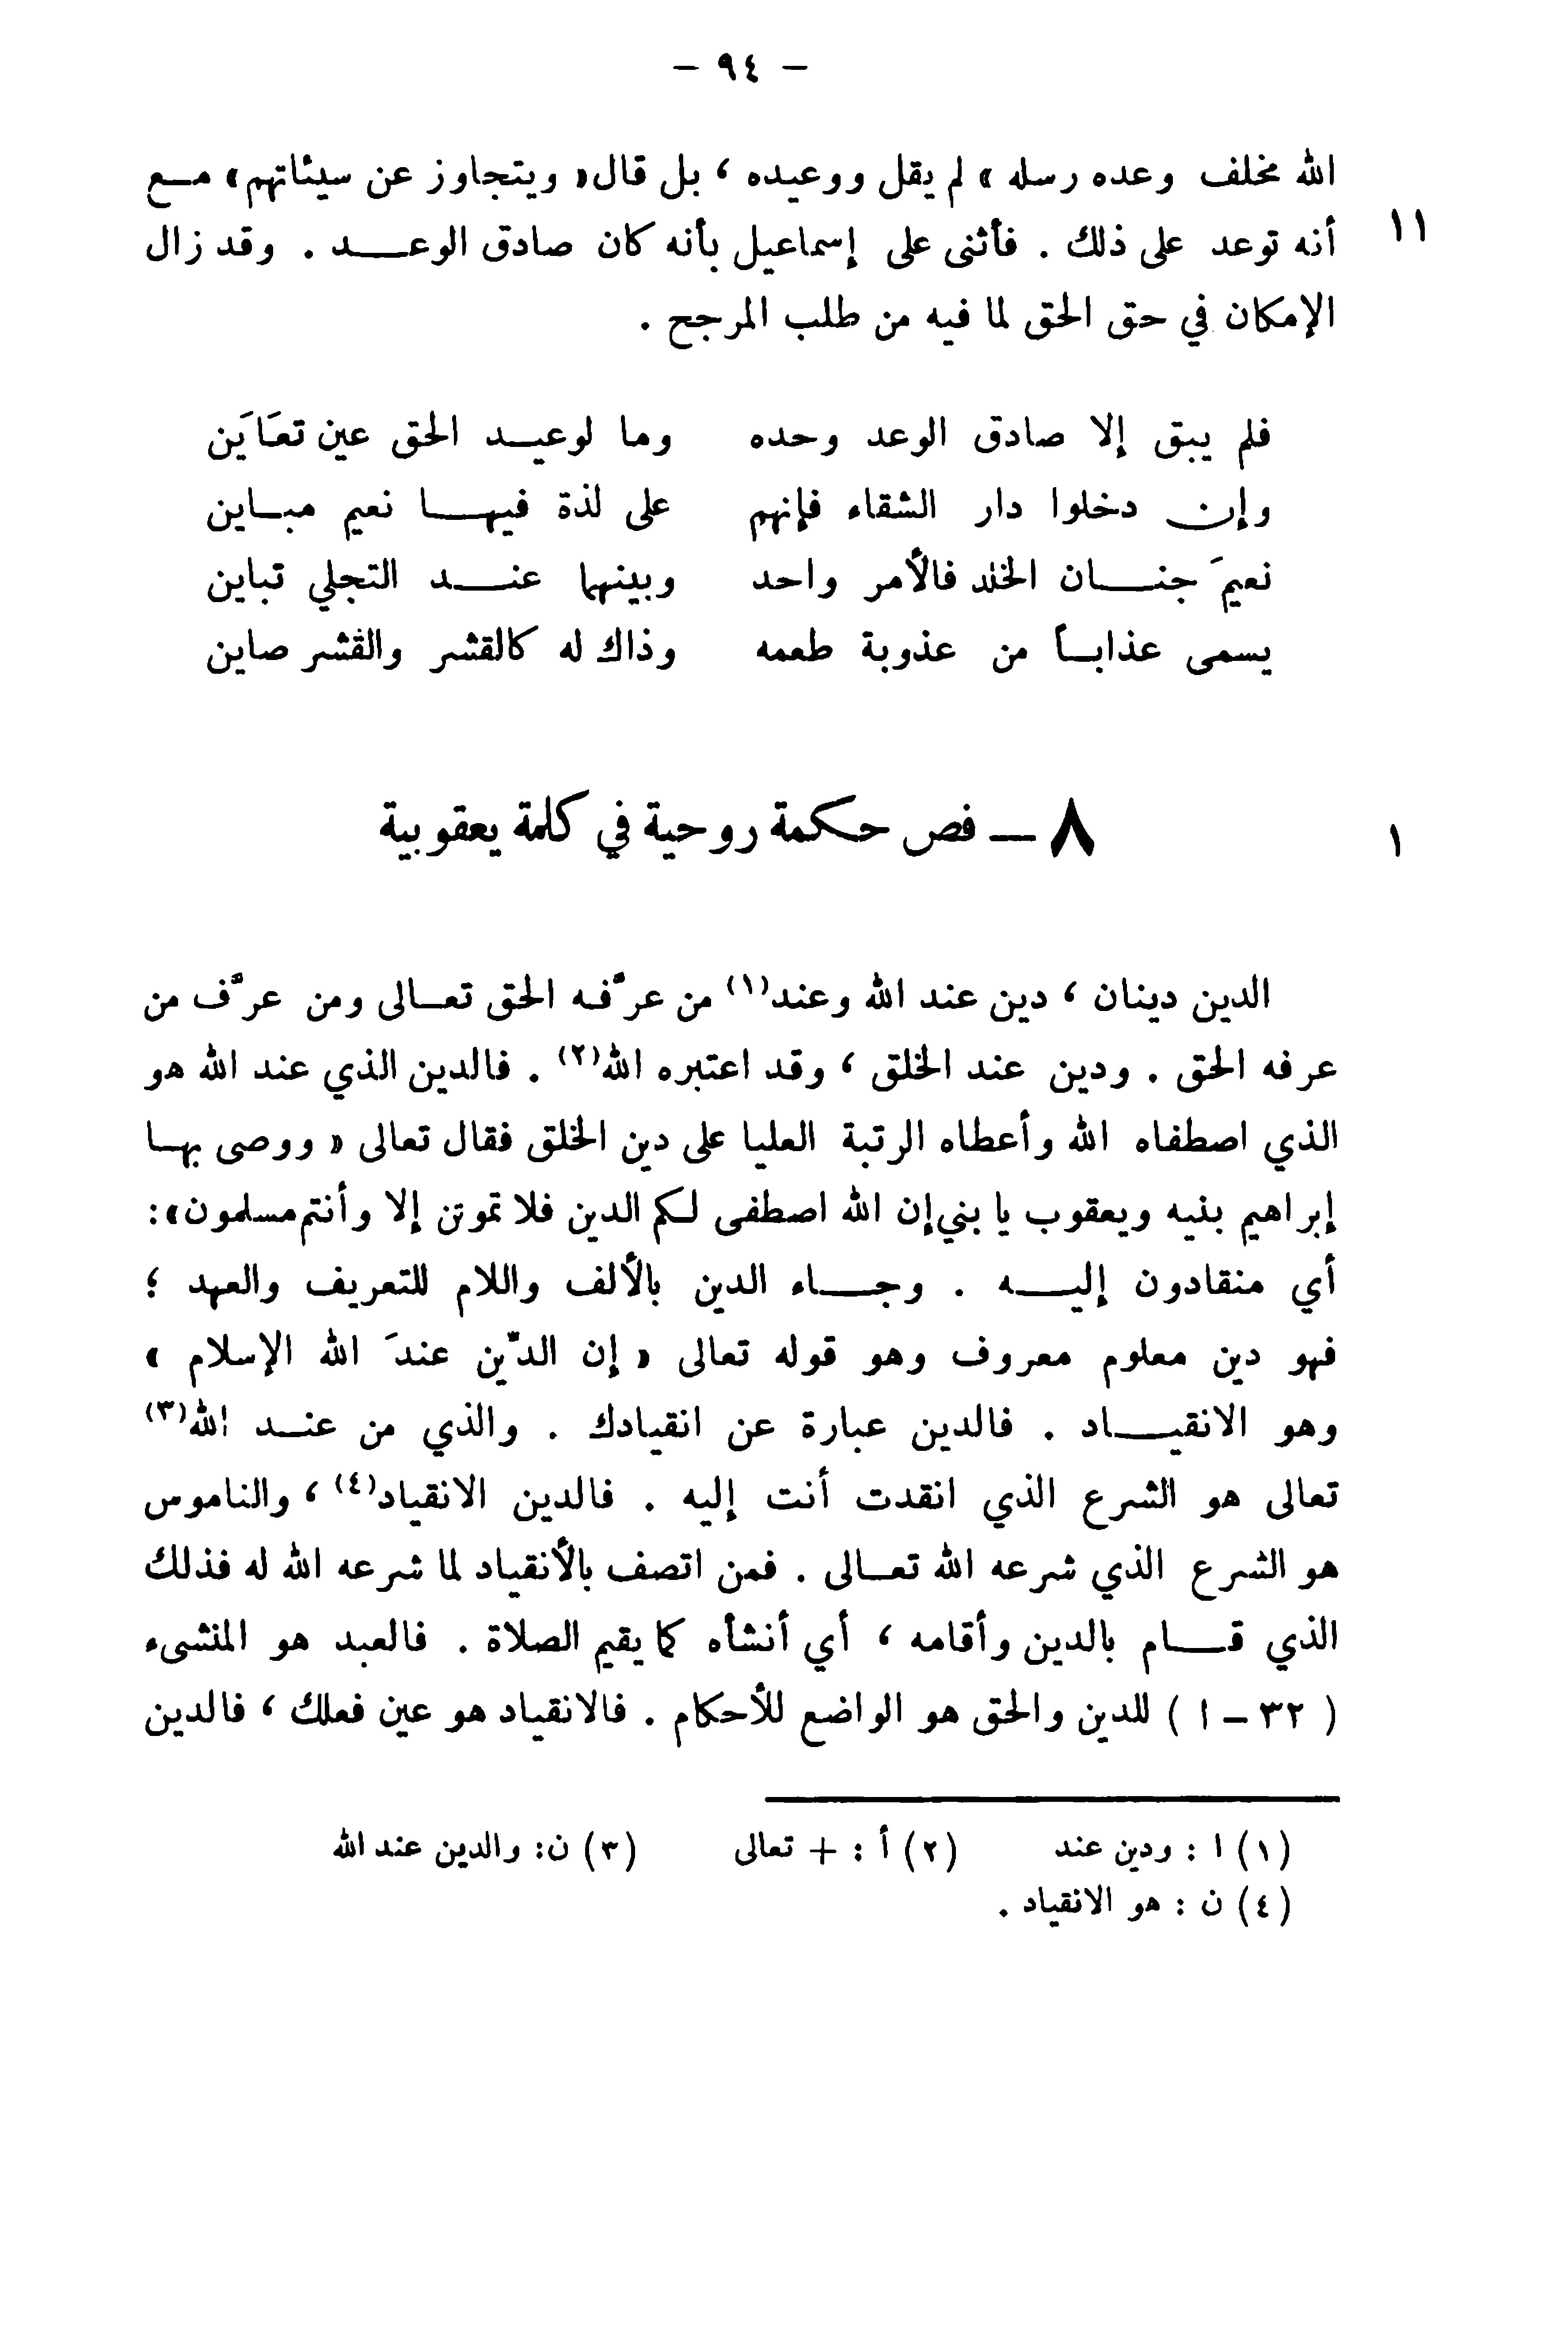 - ٩٤ -
الله مخلف وعده رسله » لم يقل ووعيده ، بل قال « ويتجاوز عن سيئاتهم » مع
١١
أنه توعد على ذلك . فأثنى على إسماعيل بأنه كان صادق الوعد . وقد زال
الإمكان في حق الحق لما فيه من طلب المرجح .
فلم يبق إلا صادق الوعد وحده وما لوعيد الحق عين تعَايَن
وإن دخلوا دار الشقاء فإنهم على لذة فيها نعيم مباين
نعيمَ جنان الخلد فالأمر واحد وبينهما عند التجلي تباين
يسمى عذاباً من عذوبة طعمه وذاك له كالقشر والقشر صاين
٨ – فص حكمة روحية في كلمة يعقوبية
١
الدين دينان ، دين عند الله وعند(١) من عرَّفه الحق تعالى ومن عرَّف من
عرفه الحق . ودين عند الخلق ، وقد اعتبره الله(٢) . فالدين الذي عند الله هو
الذي اصطفاه الله وأعطاه الرتبة العليا على دين الخلق فقال تعالى « ووصى بها
إبراهيم بنيه ويعقوب يا بني إن الله اصطفى لكم الدين فلا تموتن إلا وأنتم مسلمون » :
أي منقادون إليه . وجاء الدين بالألف واللام للتعريف والعهد ؛
فهو دين معلوم معروف وهو قوله تعالى « إن الدّين عندَ الله الإسلام »
وهو الانقياد . فالدين عبارة عن انقيادك . والذي من عند الله(٣)
تعالى هو الشرع الذي انقدت أنت إليه . فالدين الانقياد(٤) ، والناموس
هو الشرع الذي شرعه الله تعالى . فمن اتصف بالأنقياد لما شرعه الله له فذلك
الذي قام بالدين وأقامه ، أي أنشأه كما يقيم الصلاة . فالعبد هو المنشىء
( ٣٢ – ا ) للدين والحق هو الواضع للأحكام . فالانقياد هو عين فعلك ، فالدين
(١) ا : ودين عند (٢) أ : + تعالى (٣) ن: والدين عند الله
(٤) ن : هو الانقياد .